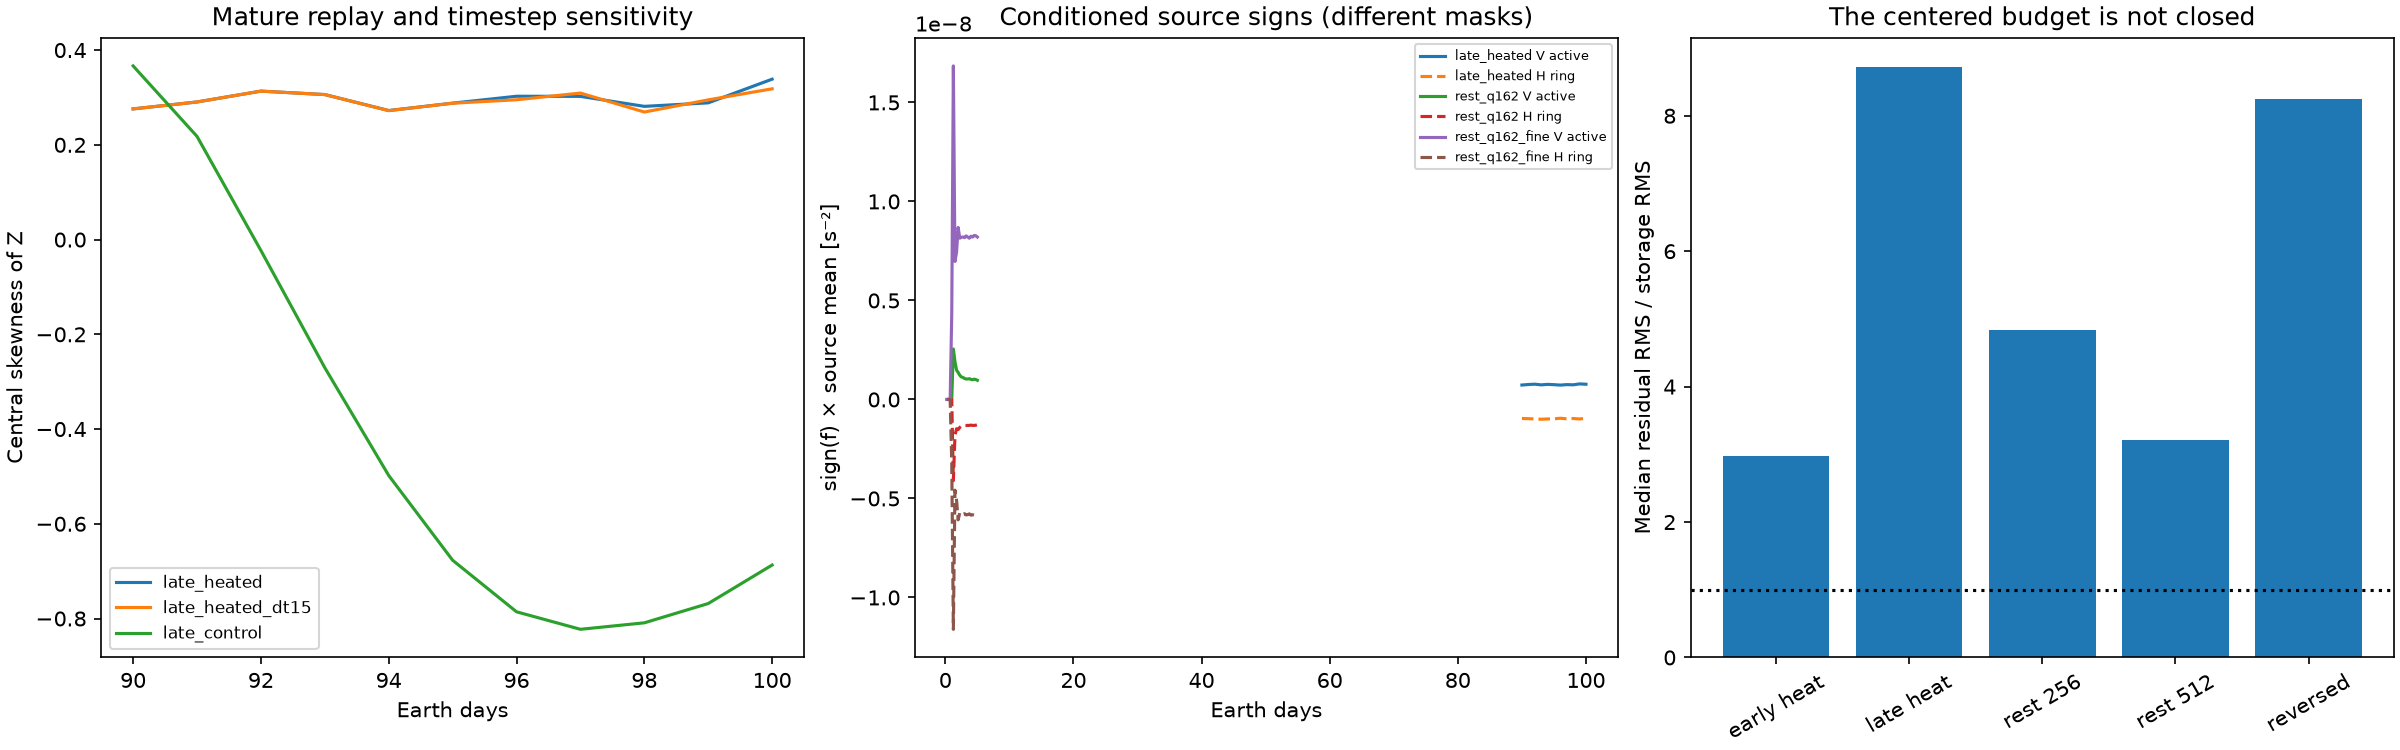 Mature replay and timestep sensitivity
Central skewness of Z
0.4
0.2
0.0
−0.2
−0.4
−0.6
−0.8
late_heated
late_heated_dt15
late_control
90
92
94
96
98
100
Earth days
Conditioned source signs (different masks)
1e−8
sign(f) × source mean [s⁻²]
1.5
1.0
0.5
0.0
−0.5
−1.0
late_heated V active
late_heated H ring
rest_q162 V active
rest_q162 H ring
rest_q162_fine V active
rest_q162_fine H ring
0
20
40
60
80
100
Earth days
The centered budget is not closed
Median residual RMS / storage RMS
8
6
4
2
0
early heat
late heat
rest 256
rest 512
reversed